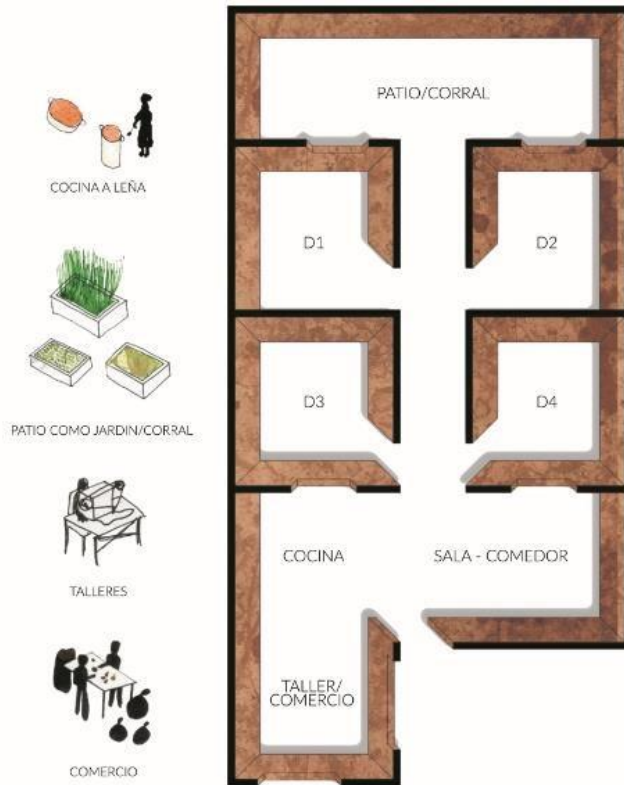 COCINA A LEÑA
PATIO COMO JARDIN/CORRAL
TALLERES
COMERCIO
PATIO/CORRAL
D1
D2
D3
D4
COCINA
SALA - COMEDOR
TALLER/
COMERCIO